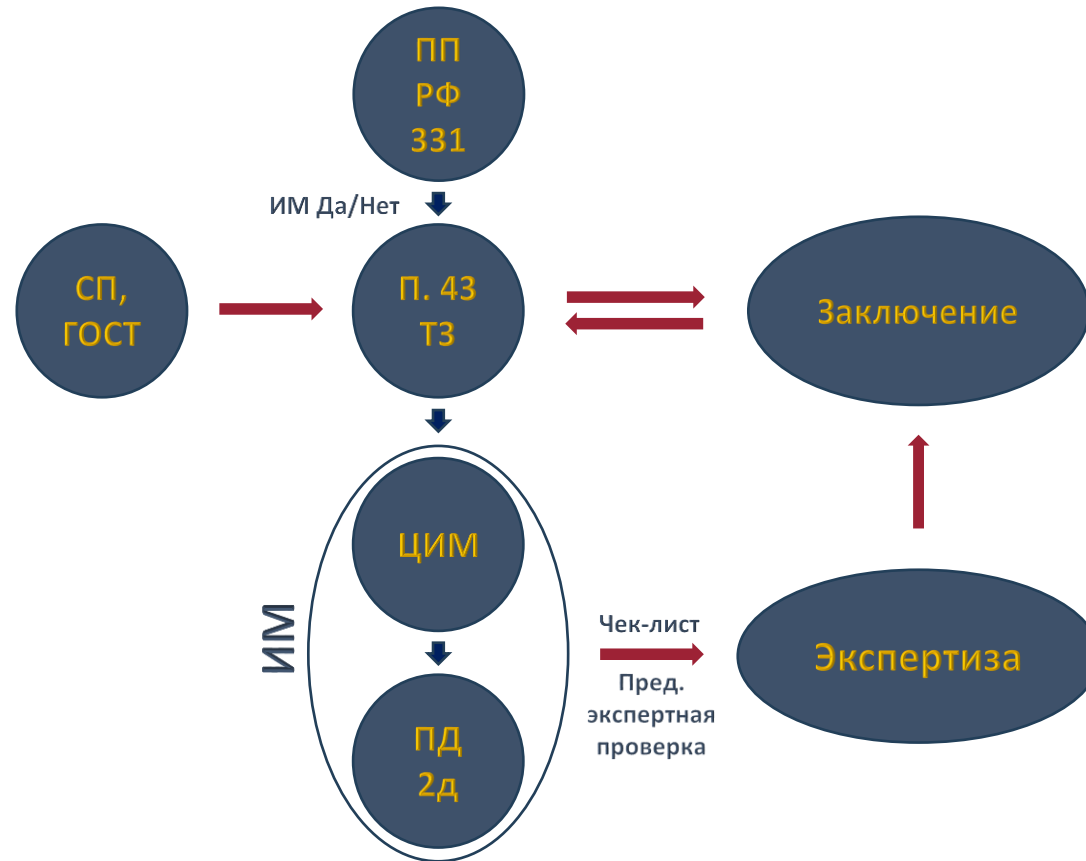 ПП
РФ
331
ИМ Да/Нет
СП,
ГОСТ
П. 43
ТЗ
Заключение
ЦИМ
ИМ
ПД
2д
Чек-лист
Пред.
экспертная
проверка
Экспертиза